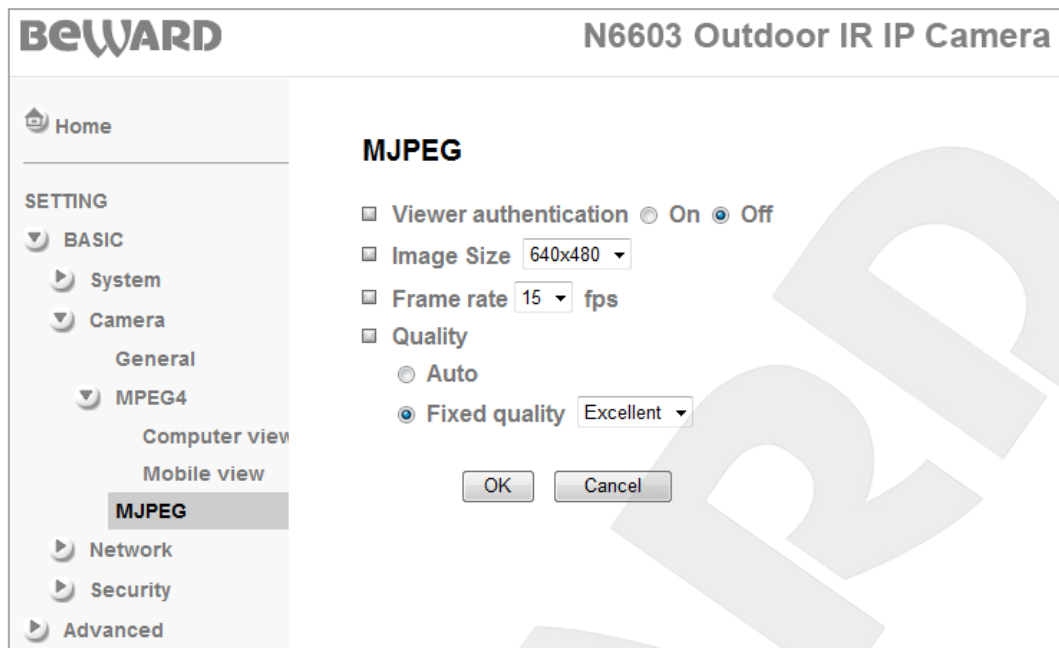 BEWARD
N6603 Outdoor IR IP Camera
Home
SETTING
BASIC
System
Camera
General
MPEG4
Computer view
Mobile view
MJPEG
Network
Security
Advanced
MJPEG
Viewer authentication On Off
Image Size 640x480
Frame rate 15 fps
Quality
Auto
Fixed quality Excellent
OK Cancel